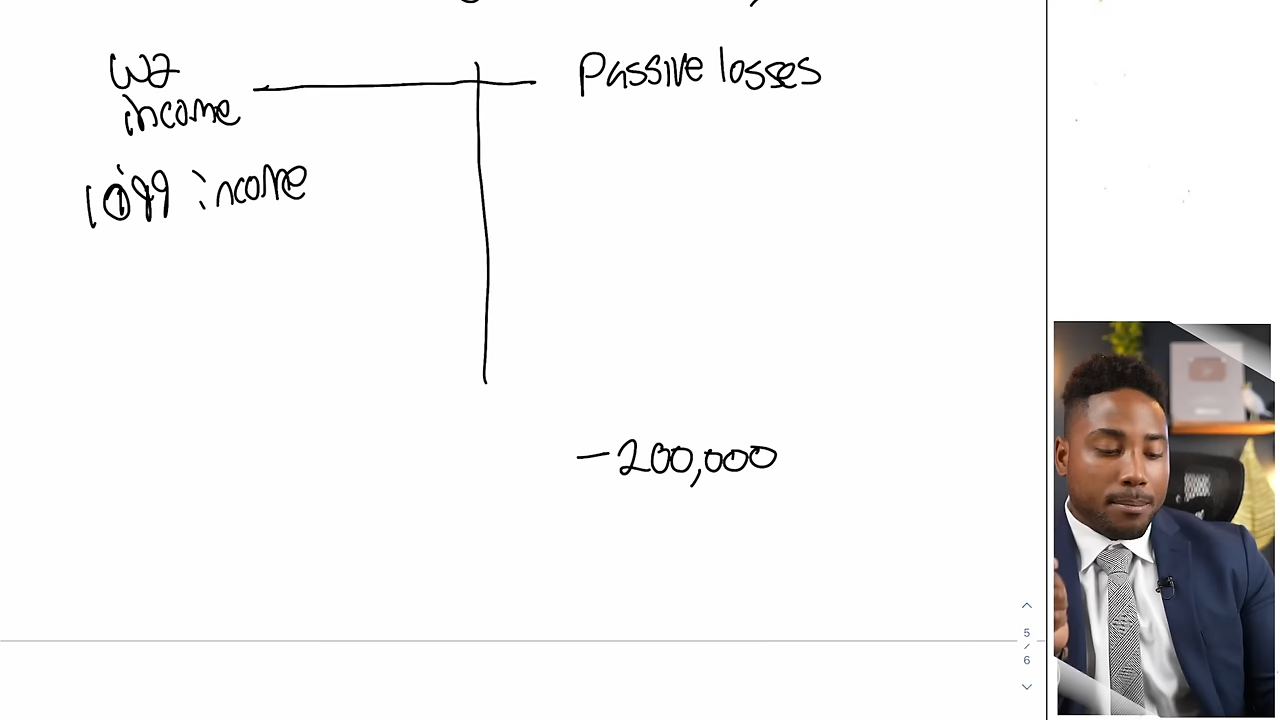 W2
income
Passive losses
1099 income
-200,000
5
6